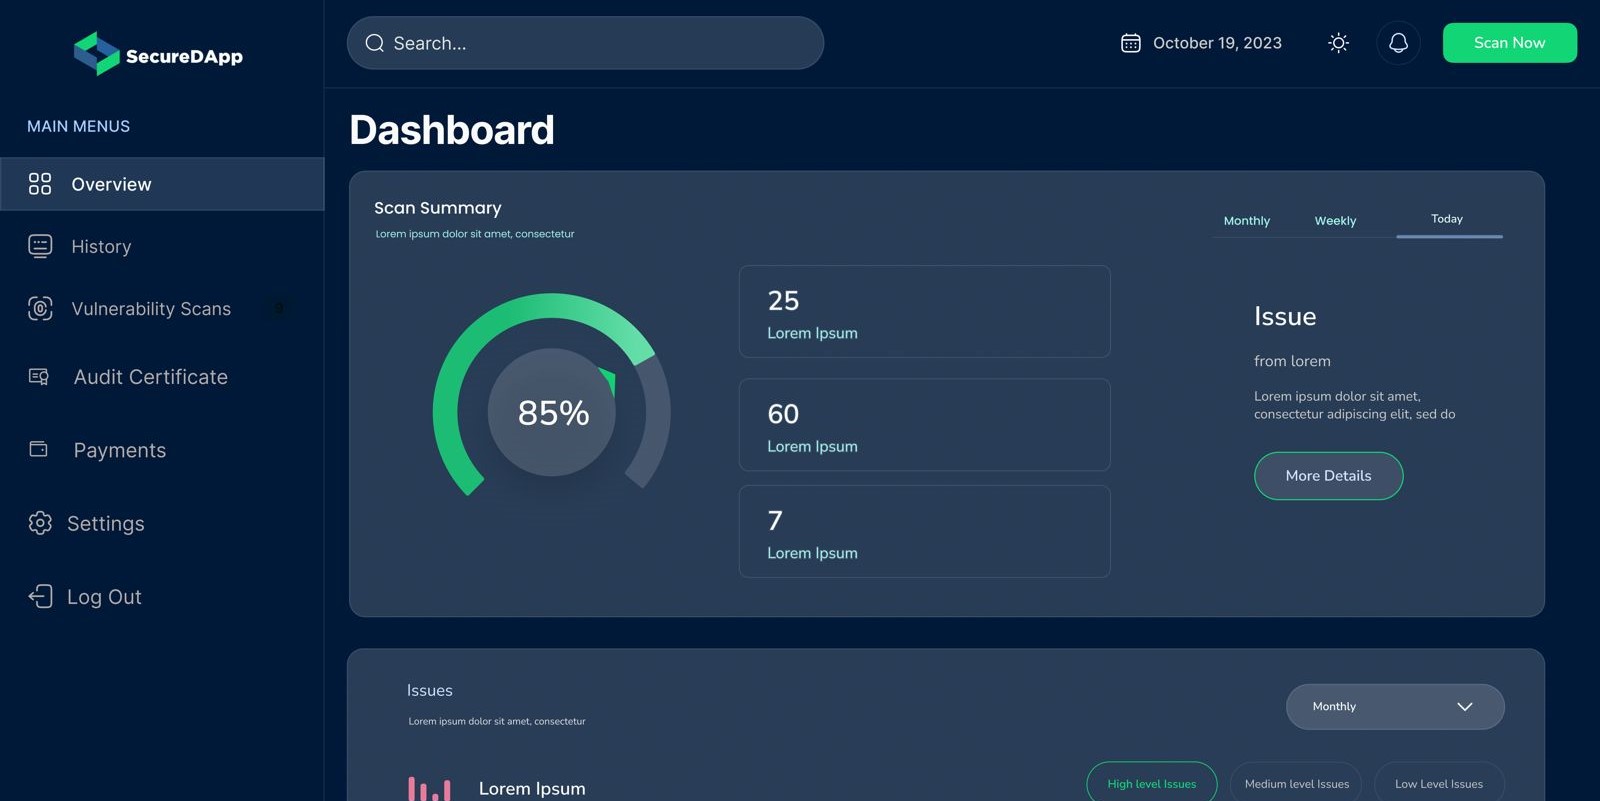 SecureDApp
Search...
October 19, 2023
Scan Now
MAIN MENUS
Overview
History
Vulnerability Scans
9
Audit Certificate
Payments
Settings
Log Out
Dashboard
Scan Summary
Lorem ipsum dolor sit amet, consectetur
Monthly
Weekly
Today
85%
25
Lorem Ipsum
60
Lorem Ipsum
7
Lorem Ipsum
Issue
from lorem
Lorem ipsum dolor sit amet,
consectetur adipiscing elit, sed do
More Details
Issues
Lorem ipsum dolor sit amet, consectetur
Monthly
Lorem Ipsum
High level Issues
Medium level Issues
Low Level Issues